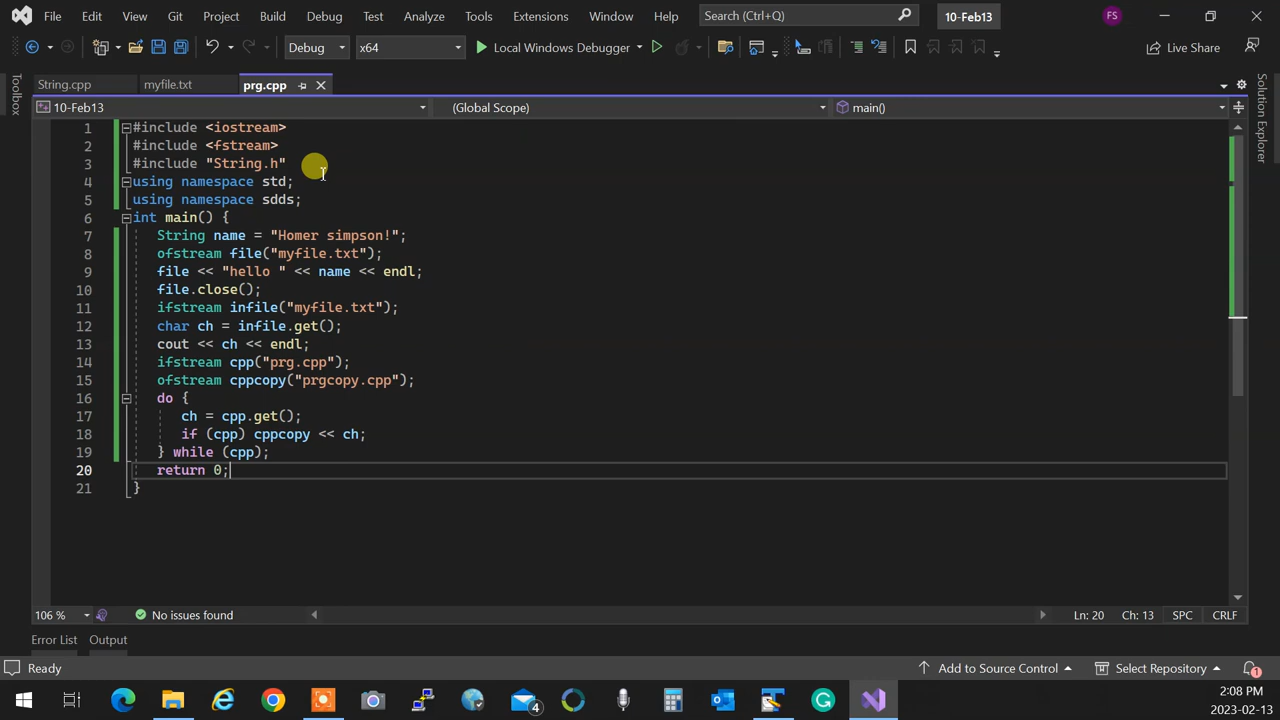 File Edit View Git Project Build Debug Test Analyze Tools Extensions Window Help Search (Ctrl+Q) 10-Feb13 FS
Debug x64 Local Windows Debugger Live Share
String.cpp myfile.txt prg.cpp
10-Feb13 (Global Scope) main()
Toolbox
Solution Explorer
1 #include <iostream>
2 #include <fstream>
3 #include "String.h"
4 using namespace std;
5 using namespace sdds;
6 int main() {
7 String name = "Homer simpson!";
8 ofstream file("myfile.txt");
9 file << "hello " << name << endl;
10 file.close();
11 ifstream infile("myfile.txt");
12 char ch = infile.get();
13 cout << ch << endl;
14 ifstream cpp("prg.cpp");
15 ofstream cppcopy("prgcopy.cpp");
16 do {
17 ch = cpp.get();
18 if (cpp) cppcopy << ch;
19 } while (cpp);
20 return 0;
21 }
106 % No issues found Ln: 20 Ch: 13 SPC CRLF
Error List Output
Ready Add to Source Control Select Repository 1
4
2:08 PM
2023-02-13